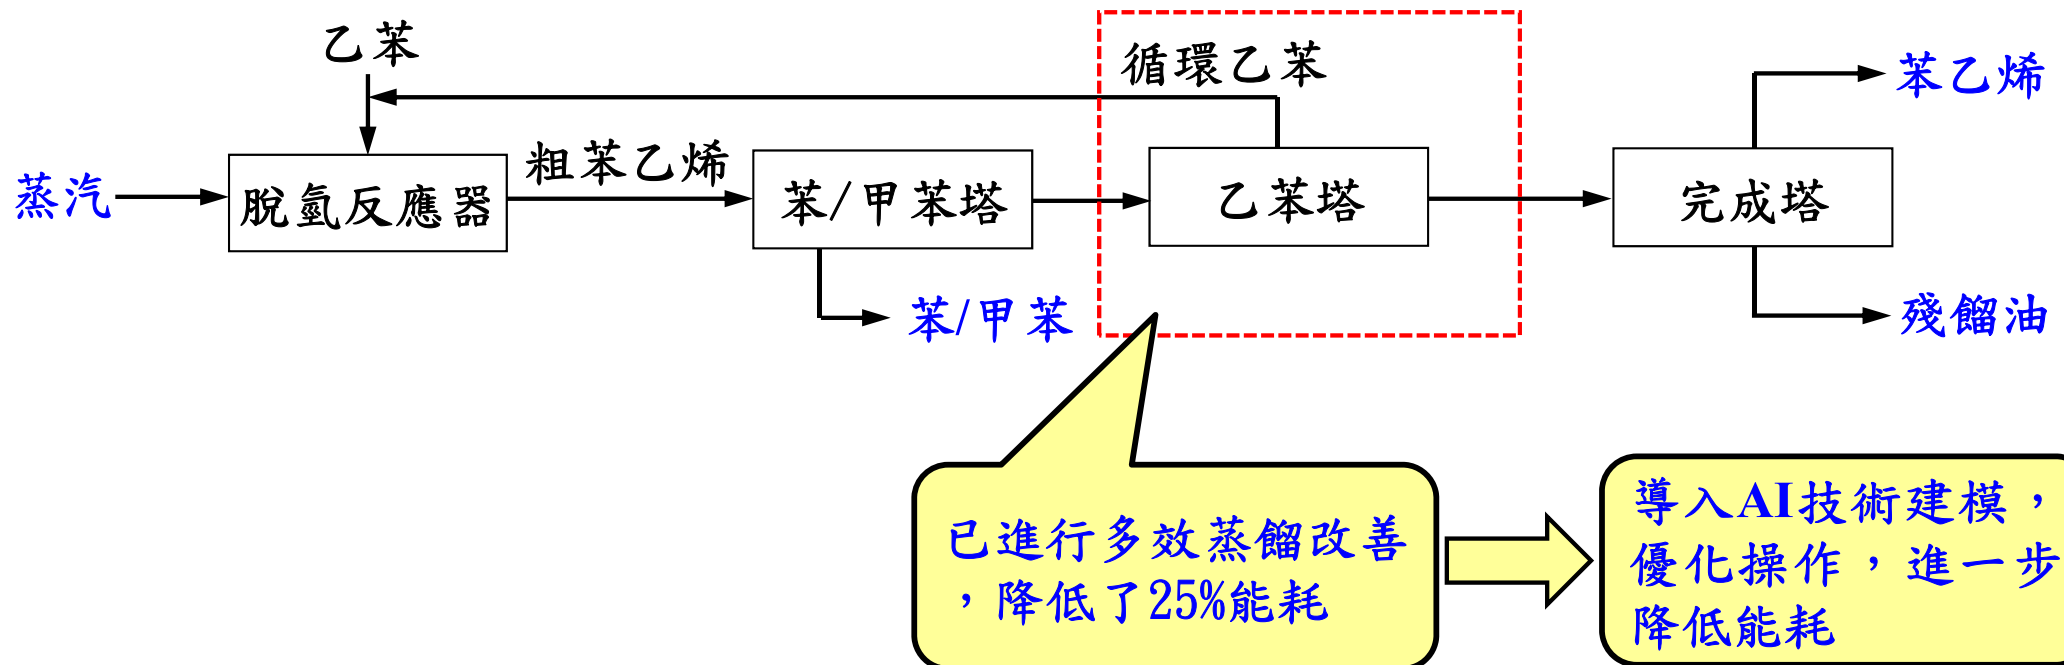 乙苯
循環乙苯
苯乙烯
粗苯乙烯
蒸汽
脫氫反應器
苯/甲苯塔
乙苯塔
完成塔
苯/甲苯
殘餾油
已進行多效蒸餾改善
，降低了25%能耗
導入AI技術建模，
優化操作，進一步
降低能耗